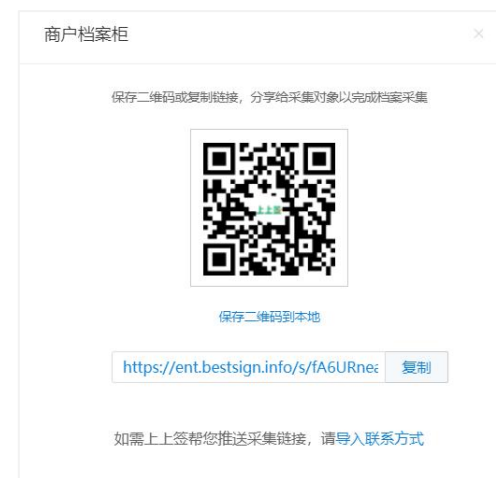 商户档案柜
保存二维码或复制链接，分享给采集对象以完成档案采集
上上签
保存二维码到本地
https://ent.bestsign.info/s/fA6URnea 复制
如需上上签帮您推送采集链接，请导入联系方式